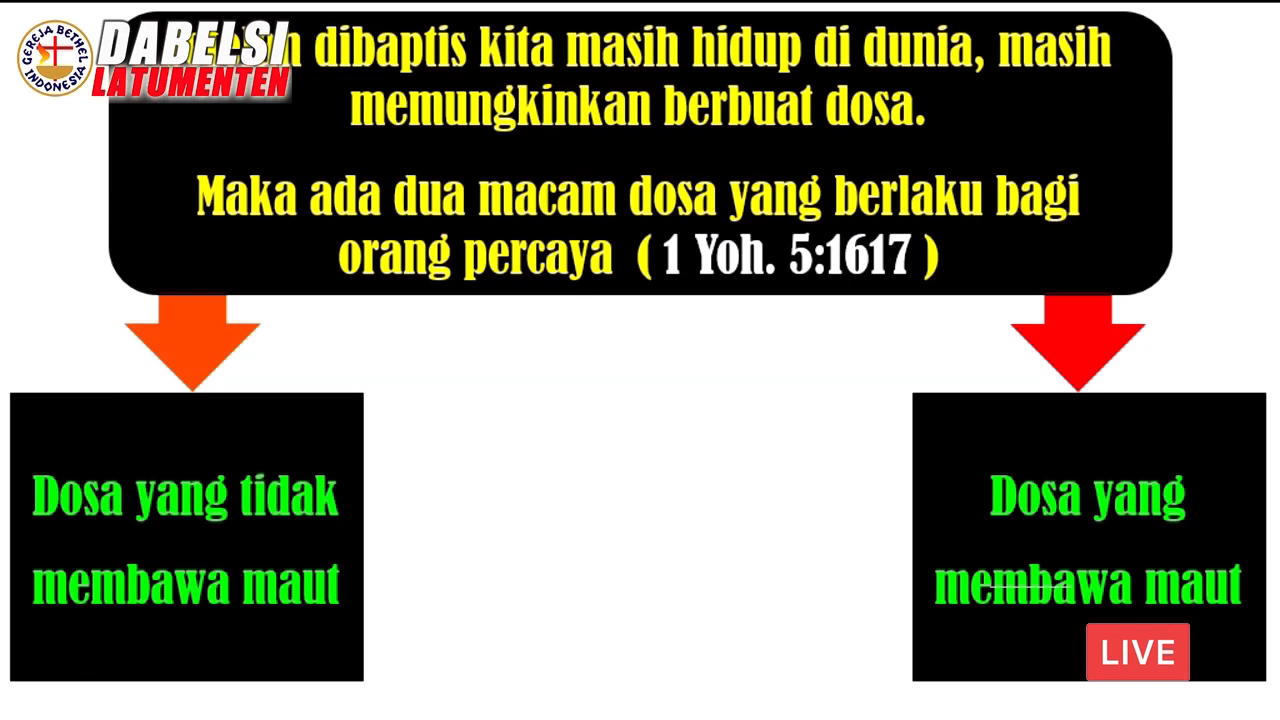 GEREJA BETHEL INDONESIA
DABELSI
LATUMENTEN
dibaptis kita masih hidup di dunia, masih
memungkinkan berbuat dosa.
Maka ada dua macam dosa yang berlaku bagi
orang percaya ( 1 Yoh. 5:1617 )
Dosa yang tidak
membawa maut
Dosa yang
membawa maut
LIVE